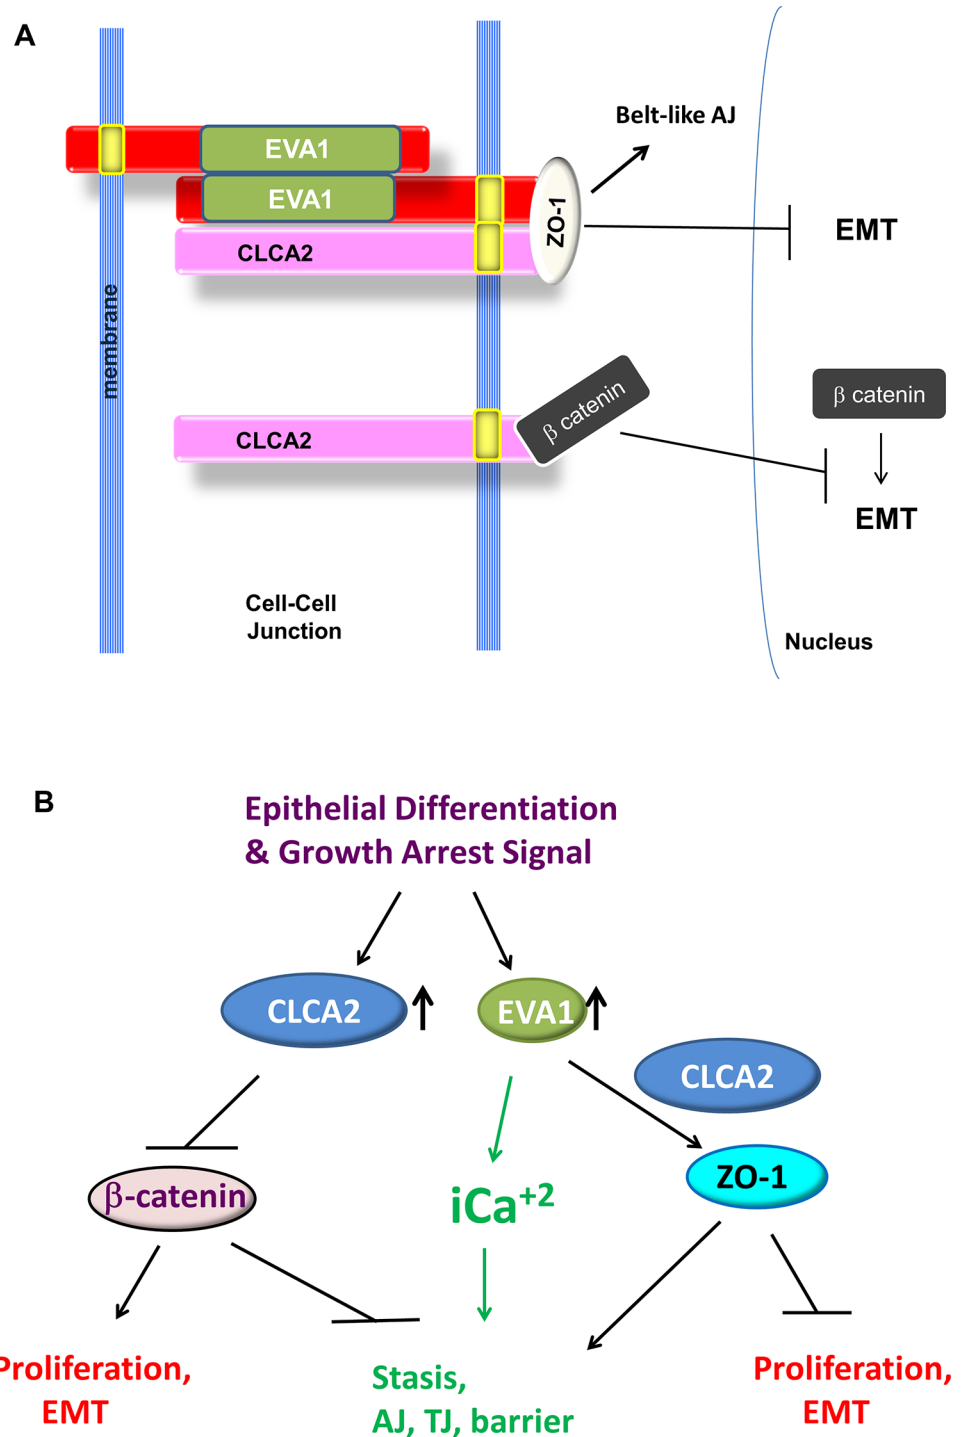 A
Belt-like AJ
EVA1
EVA1
ZO-1
EMT
CLCA2
membrane
β catenin
β catenin
CLCA2
EMT
Cell-Cell
Junction
Nucleus
B
Epithelial Differentiation
& Growth Arrest Signal
CLCA2
EVA1
CLCA2
ZO-1
β-catenin
iCa+2
Proliferation,
EMT
Stasis,
AJ, TJ, barrier
Proliferation,
EMT